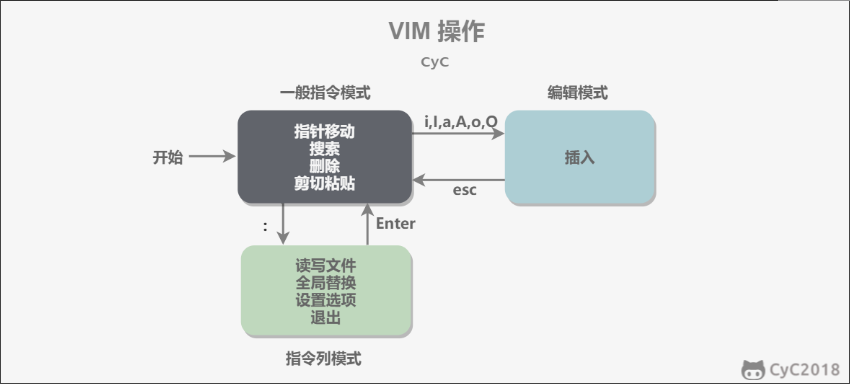 VIM 操作
CyC
一般指令模式
编辑模式
开始
指针移动
搜索
删除
剪切粘贴
i,I,a,A,o,O
插入
esc
:
Enter
读写文件
全局替换
设置选项
退出
指令列模式
CyC2018